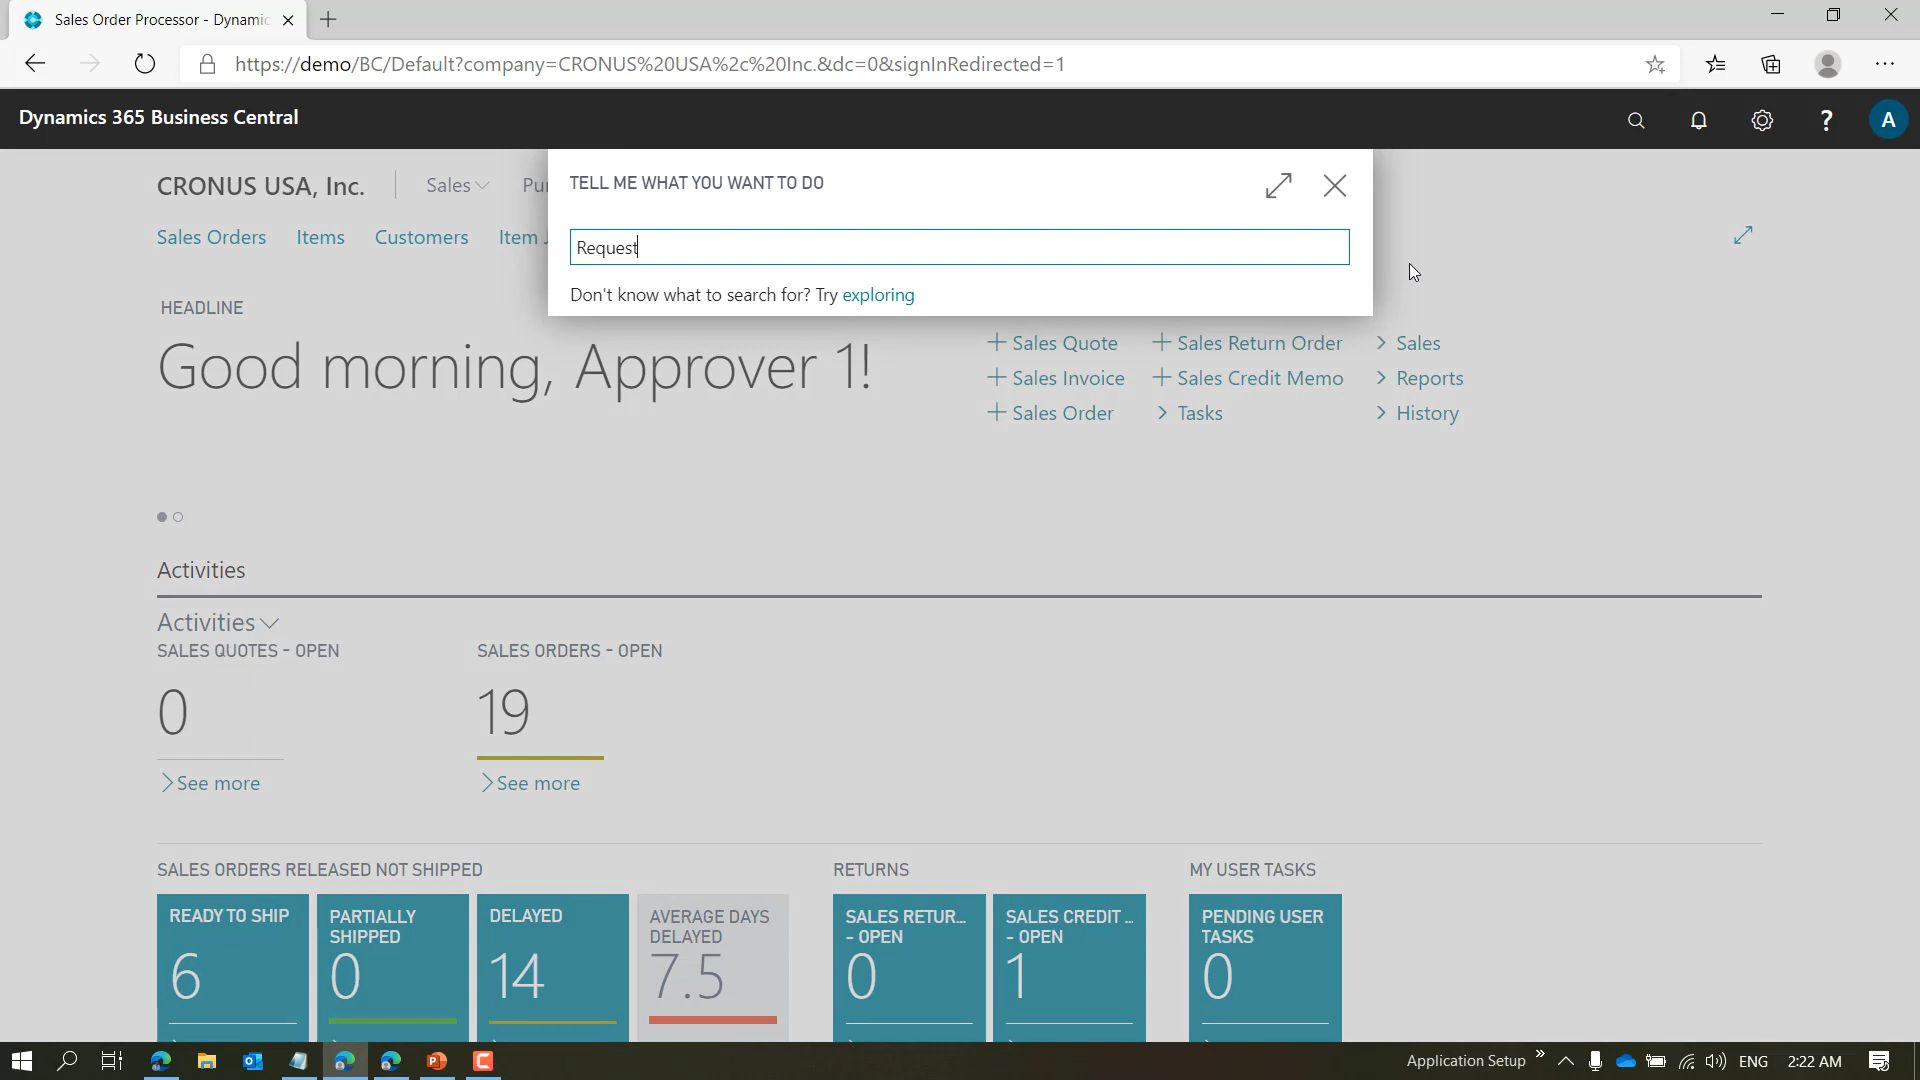 Sales Order Processor - Dynamic
https://demo/BC/Default?company=CRONUS%20USA%2c%20Inc.&dc=0&signInRedirected=1
Dynamics 365 Business Central
?
A
CRONUS USA, Inc.
Sales
Pur
Sales Orders
Items
Customers
Item J
TELL ME WHAT YOU WANT TO DO
Request
Don't know what to search for? Try exploring
HEADLINE
Good morning, Approver 1!
+ Sales Quote
+ Sales Return Order
> Sales
+ Sales Invoice
+ Sales Credit Memo
> Reports
+ Sales Order
> Tasks
> History
Activities
Activities
SALES QUOTES - OPEN
SALES ORDERS - OPEN
0
19
>See more
>See more
SALES ORDERS RELEASED NOT SHIPPED
RETURNS
MY USER TASKS
READY TO SHIP
6
PARTIALLY
SHIPPED
0
DELAYED
14
AVERAGE DAYS
DELAYED
7.5
SALES RETUR...
- OPEN
0
SALES CREDIT ...
- OPEN
1
PENDING USER
TASKS
0
Application Setup
ENG
2:22 AM